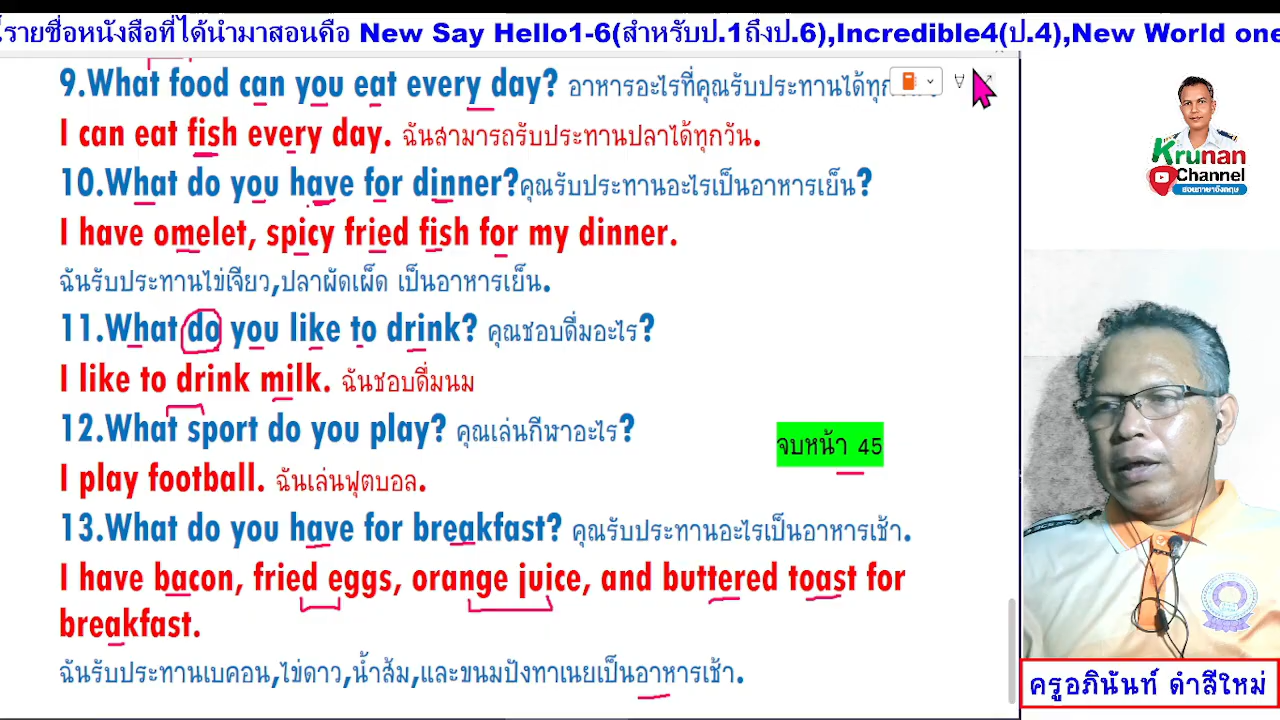 รายชื่อหนังสือที่ได้นำมาสอนคือ New Say Hello1-6(สำหรับป.1ถึงป.6),Incredible4(ป.4),New World one
9.What food can you eat every day? อาหารอะไรที่คุณรับประทานได้ทุก
I can eat fish every day. ฉันสามารถรับประทานปลาได้ทุกวัน.
10.What do you have for dinner?คุณรับประทานอะไรเป็นอาหารเย็น?
I have omelet, spicy fried fish for my dinner.
ฉันรับประทานไข่เจียว,ปลาผัดเผ็ด เป็นอาหารเย็น.
11.What do you like to drink? คุณชอบดื่มอะไร?
I like to drink milk. ฉันชอบดื่มนม
12.What sport do you play? คุณเล่นกีฬาอะไร?
I play football. ฉันเล่นฟุตบอล.
จบหน้า 45
13.What do you have for breakfast? คุณรับประทานอะไรเป็นอาหารเช้า.
I have bacon, fried eggs, orange juice, and buttered toast for
breakfast.
ฉันรับประทานเบคอน,ไข่ดาว,น้ำส้ม,และขนมปังทาเนยเป็นอาหารเช้า.
Krunan
Channel
สอนภาษาอังกฤษ
ครูอภินันท์ ดำสีใหม่